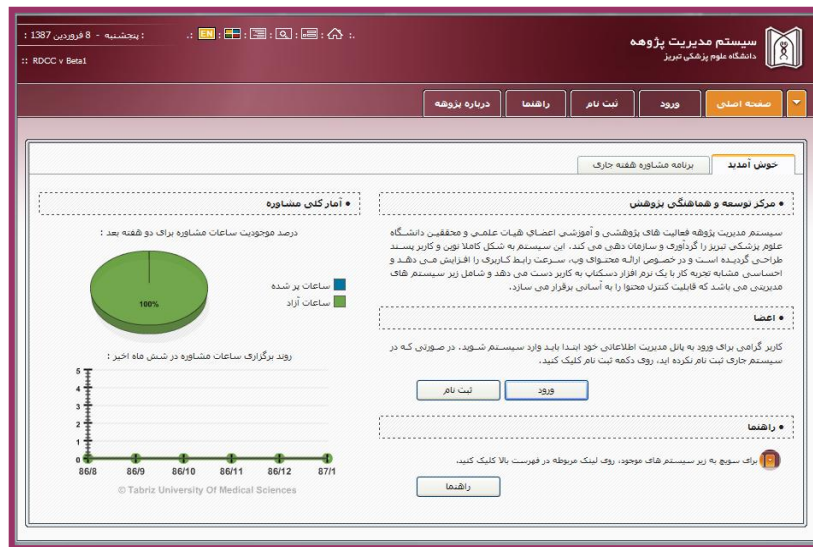 سیستم مدیریت پژوهه
دانشگاه علوم پزشکی تبریز
: پنجشنبه - 8 فروردین 1387 :
EN
:: RDCC v Beta1
صفحه اصلی
ورود
ثبت نام
راهنما
درباره پژوهه
خوش آمدید
برنامه مشاوره هفته جاری
• مرکز توسعه و هماهنگی پژوهش
سیستم مدیریت پژوهه فعالیت های پژوهشی و آموزشی اعضای هیات علمی و محققین دانشگاه
علوم پزشکی تبریز را گردآوری و سازمان دهی می کند. این سیستم به شکل کاملا نوین و کاربر پسند
طراحی گردیده است و در خصوص ارائه محتوای وب، سرعت رابط کاربری را افزایش می دهد و
احساسی مشابه تجربه کار با یک نرم افزار دسکتاپ به کاربر دست می دهد و شامل زیر سیستم های
مدیریتی می باشد که قابلیت کنترل محتوا را به آسانی برقرار می سازد.
• اعضا
کاربر گرامی برای ورود به پانل مدیریت اطلاعاتی خود ابتدا باید وارد سیستم شوید. در صورتی که در
سیستم جاری ثبت نام نکرده اید، روی دکمه ثبت نام کلیک کنید.
ورود
ثبت نام
• راهنما
برای سویچ به زیر سیستم های موجود، روی لینک مربوطه در فهرست بالا کلیک کنید.
راهنما
• آمار کلی مشاوره
درصد موجودیت ساعات مشاوره برای دو هفته بعد :
ساعات پر شده
ساعات آزاد
100%
روند برگزاری ساعات مشاوره در شش ماه اخیر :
5
4
3
2
1
0
86/8 86/9 86/10 86/11 86/12 87/1
© Tabriz University Of Medical Sciences